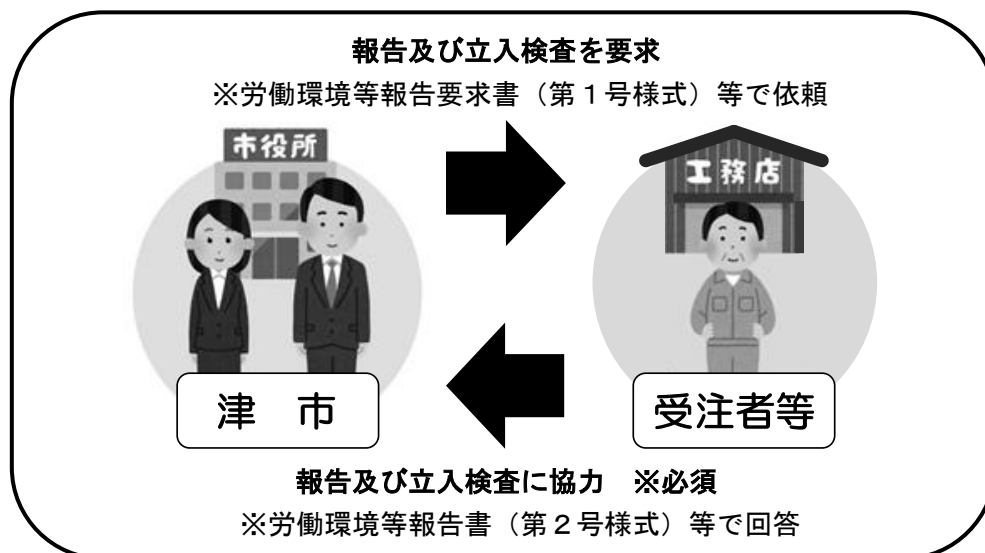 報告及び立入検査を要求
※労働環境等報告要求書（第１号様式）等で依頼
市役所
工務店
津　市
受注者等
報告及び立入検査に協力　※必須
※労働環境等報告書（第２号様式）等で回答